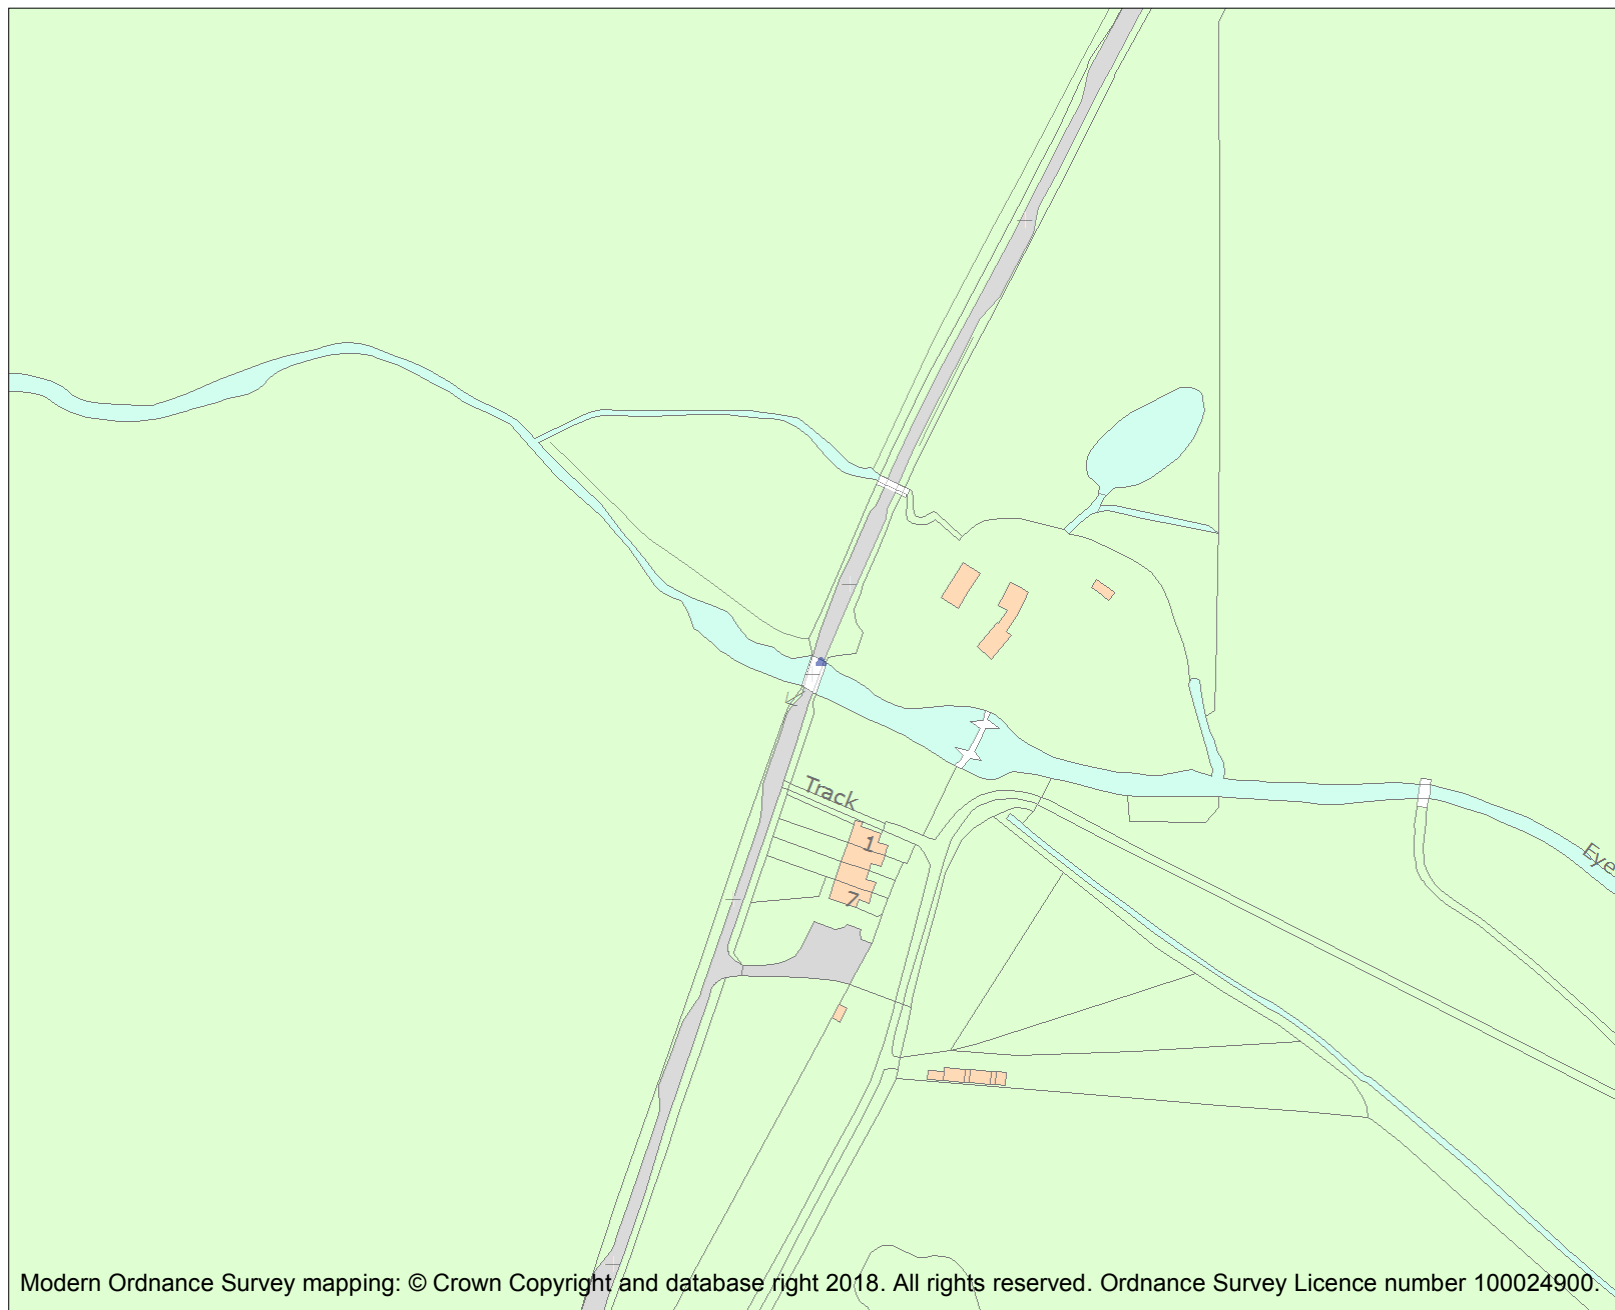 Track
1
Eye
7
Modern Ordnance Survey mapping: © Crown Copyright and database right 2018. All rights reserved. Ordnance Survey Licence number 100024900.